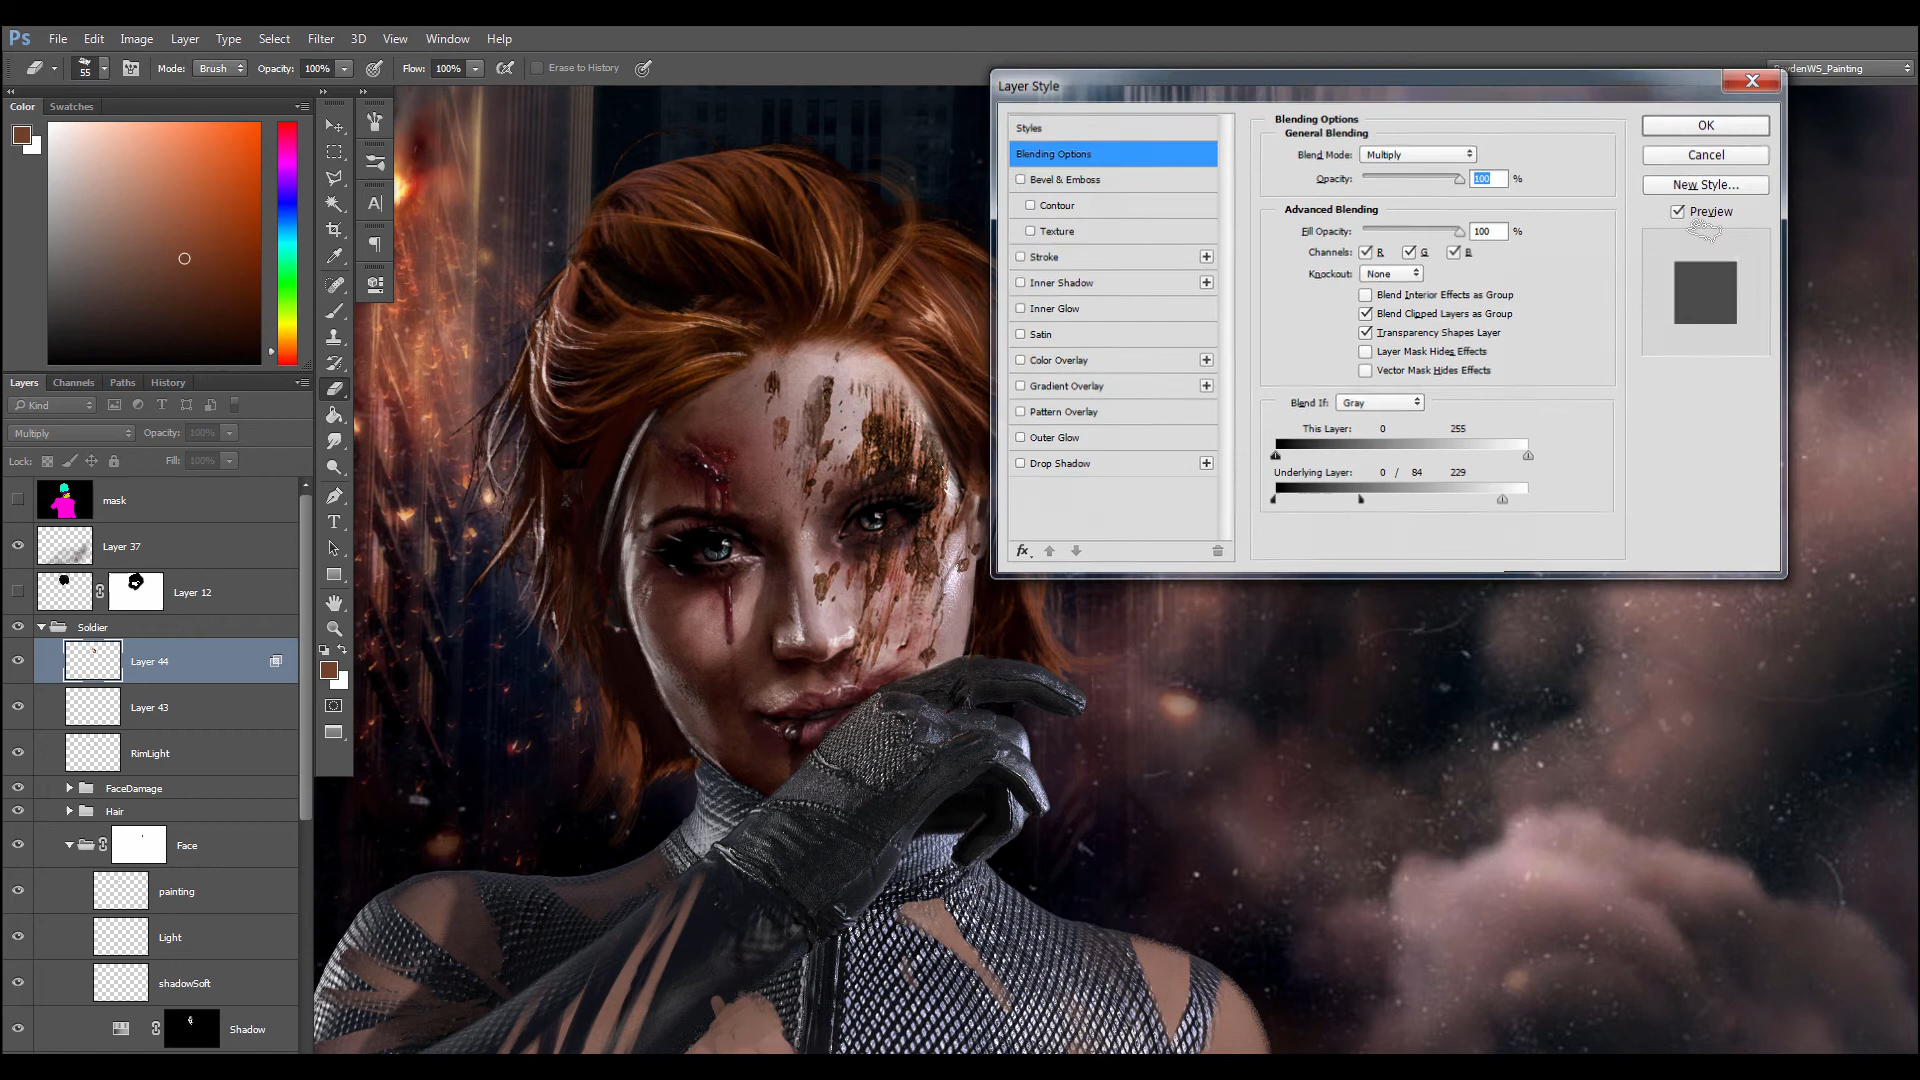 Ps File Edit Image Layer Type Select Filter 3D View Window Help
55 Mode: Brush Opacity: 100% Flow: 100% Erase to History
denWS_Painting
Color Swatches
Layers Channels Paths History
Kind
Multiply Opacity: 100%
Lock: Fill: 100%
mask
Layer 37
Layer 12
Soldier
Layer 44
Layer 43
RimLight
FaceDamage
Hair
Face
painting
Light
shadowSoft
Shadow
Layer Style
Styles
Blending Options
Bevel & Emboss
Contour
Texture
Stroke
Inner Shadow
Inner Glow
Satin
Color Overlay
Gradient Overlay
Pattern Overlay
Outer Glow
Drop Shadow
fx
Blending Options
General Blending
Blend Mode: Multiply
Opacity: 100 %
Advanced Blending
Fill Opacity: 100 %
Channels: R G B
Knockout: None
Blend Interior Effects as Group
Blend Clipped Layers as Group
Transparency Shapes Layer
Layer Mask Hides Effects
Vector Mask Hides Effects
Blend If: Gray
This Layer: 0 255
Underlying Layer: 0 / 84 229
OK
Cancel
New Style...
Preview